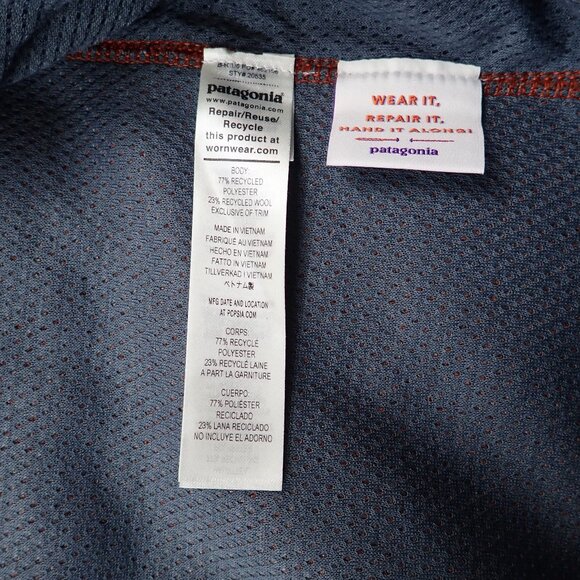 STY# 20535
patagonia®
www.patagonia.com
Repair/Reuse/
Recycle
this product at
wornwear.com
BODY:
77% RECYCLED
POLYESTER
23% RECYCLED WOOL
EXCLUSIVE OF TRIM
MADE IN VIETNAM
FABRIQUÉ AU VIETNAM
HECHO EN VIETNAM
FATTO IN VIETNAM
TILLVERKAD I VIETNAM
ベトナム製
MFG DATE AND LOCATION
AT POPSIA.COM
CORPS:
77% RECYCLE
POLYESTER
23% RECYCLÉ LAINE
A PART LA GARNITURE
CUERPO:
77% POLIÉSTER
RECICLADO
23% LANA RECICLADO
NO INCLUYE EL ADORNO
WEAR IT.
REPAIR IT.
HAND IT ALONG!
patagonia